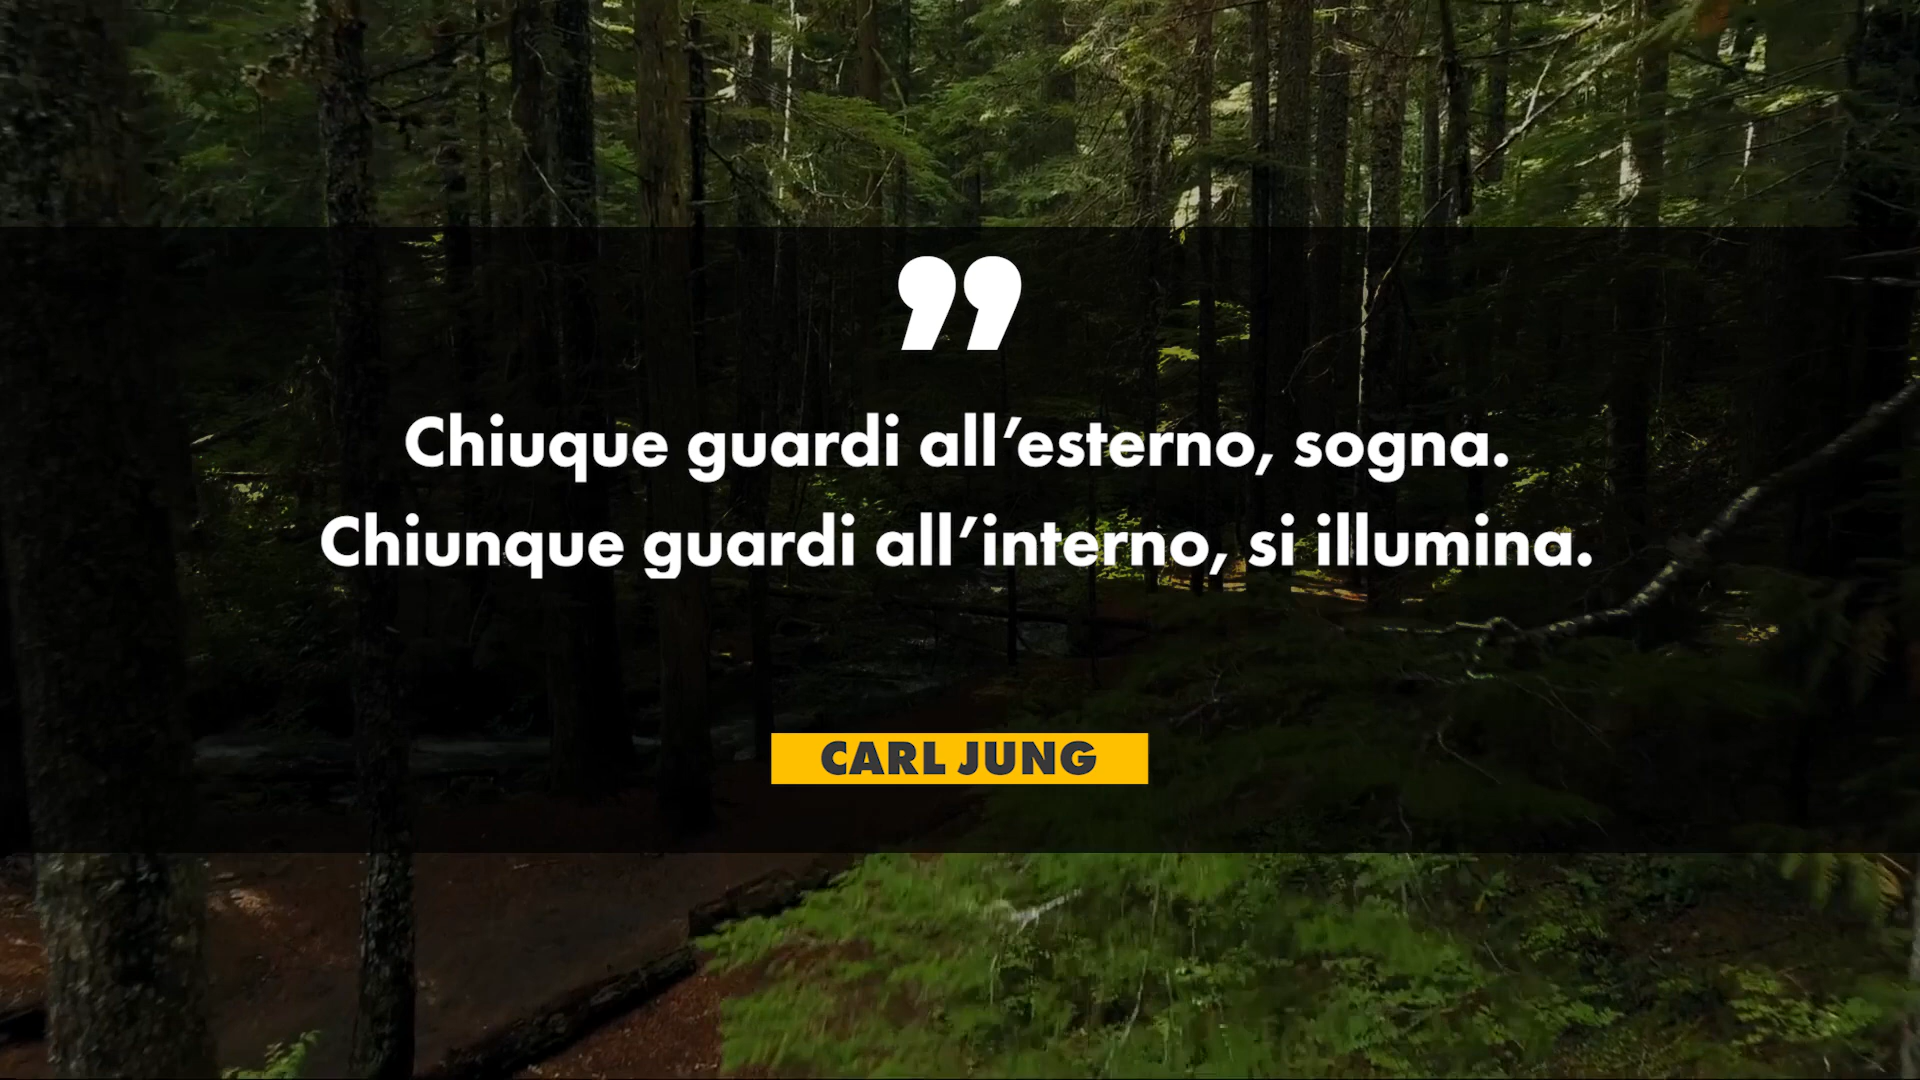 ”
Chiuque guardi all’esterno, sogna.
Chiunque guardi all’interno, si illumina.
CARL JUNG